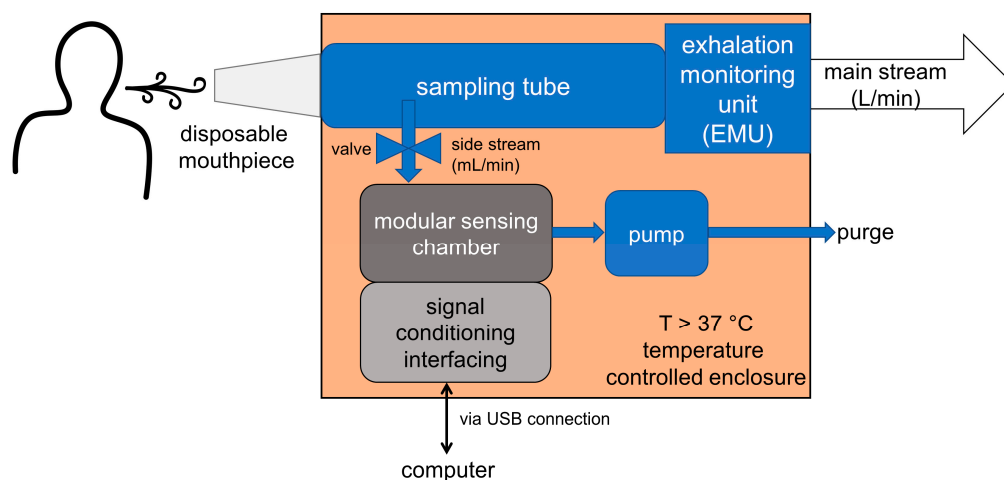 disposable
mouthpiece
sampling tube
exhalation
monitoring
unit
(EMU)
main stream
(L/min)
valve
side stream
(mL/min)
modular sensing
chamber
pump
purge
signal
conditioning
interfacing
T > 37 °C
temperature
controlled enclosure
via USB connection
computer